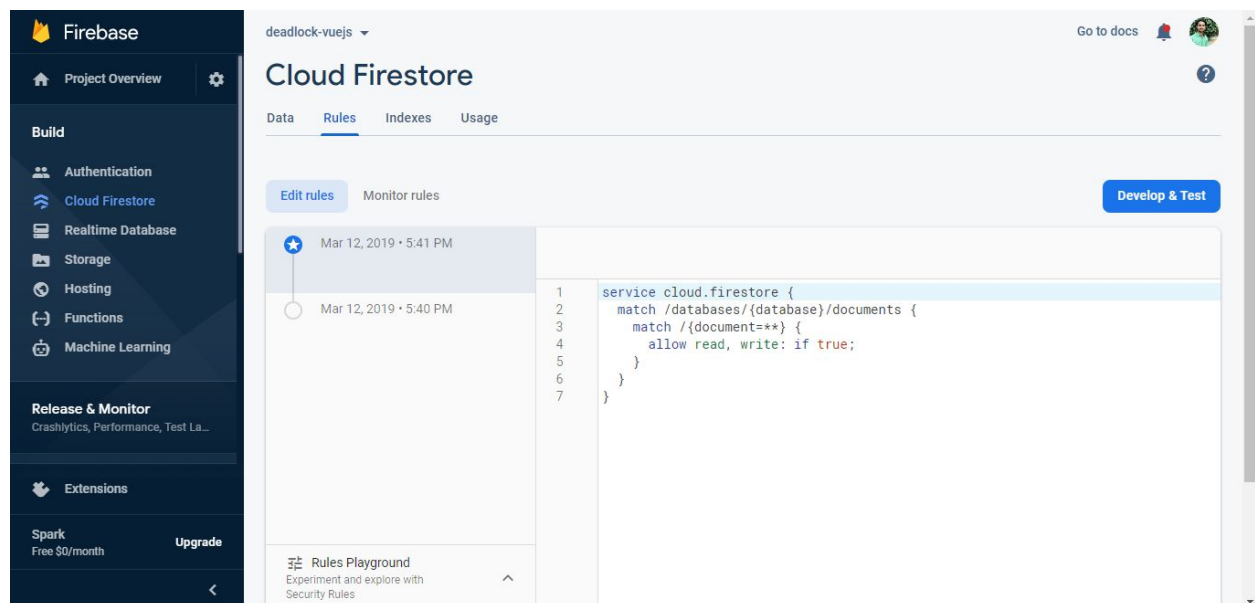 Firebase
Project Overview
Build
Authentication
Cloud Firestore
Realtime Database
Storage
Hosting
Functions
Machine Learning
Release & Monitor
Crashlytics, Performance, Test La...
Extensions
Spark
Free $0/month
Upgrade
deadlock-vuejs
Go to docs
Cloud Firestore
Data Rules Indexes Usage
Edit rules Monitor rules
Develop & Test
Mar 12, 2019 • 5:41 PM
Mar 12, 2019 • 5:40 PM
Rules Playground
Experiment and explore with
Security Rules
1 service cloud.firestore {
2   match /databases/{database}/documents {
3     match /{document=**} {
4       allow read, write: if true;
5     }
6   }
7 }